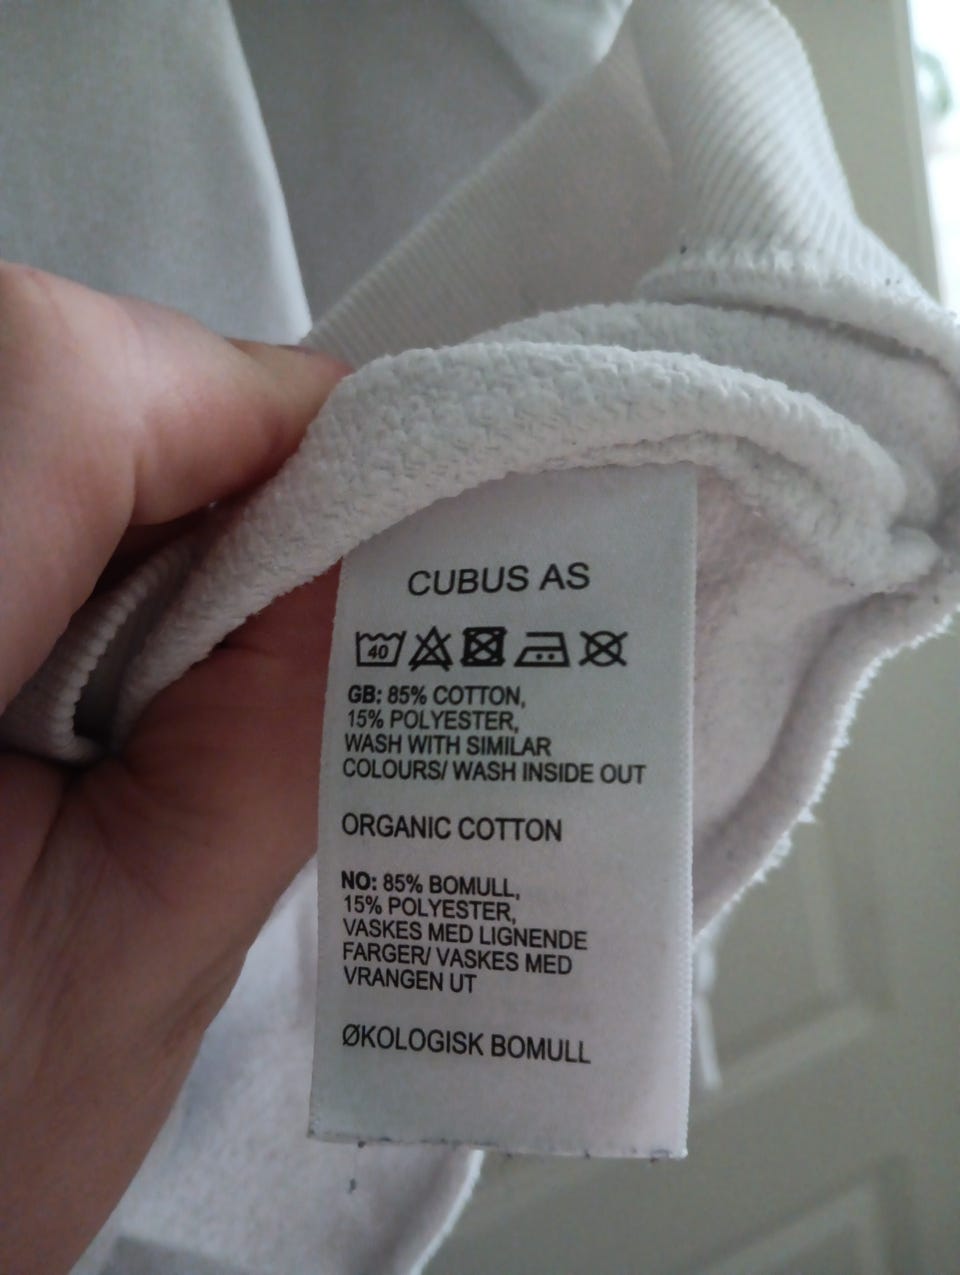 CUBUS AS
40
GB: 85% COTTON,
15% POLYESTER,
WASH WITH SIMILAR
COLOURS/ WASH INSIDE OUT
ORGANIC COTTON
NO: 85% BOMULL,
15% POLYESTER,
VASKES MED LIGNENDE
FARGER/ VASKES MED
VRANGEN UT
ØKOLOGISK BOMULL